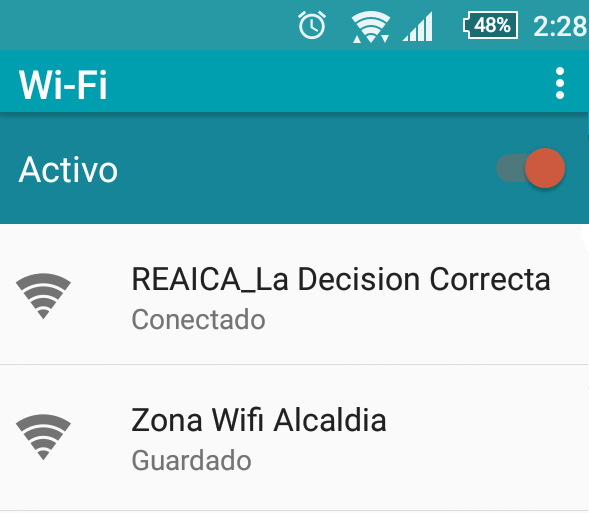 48% 2:28
Wi-Fi
Activo
REAICA_La Decision Correcta
Conectado
Zona Wifi Alcaldia
Guardado